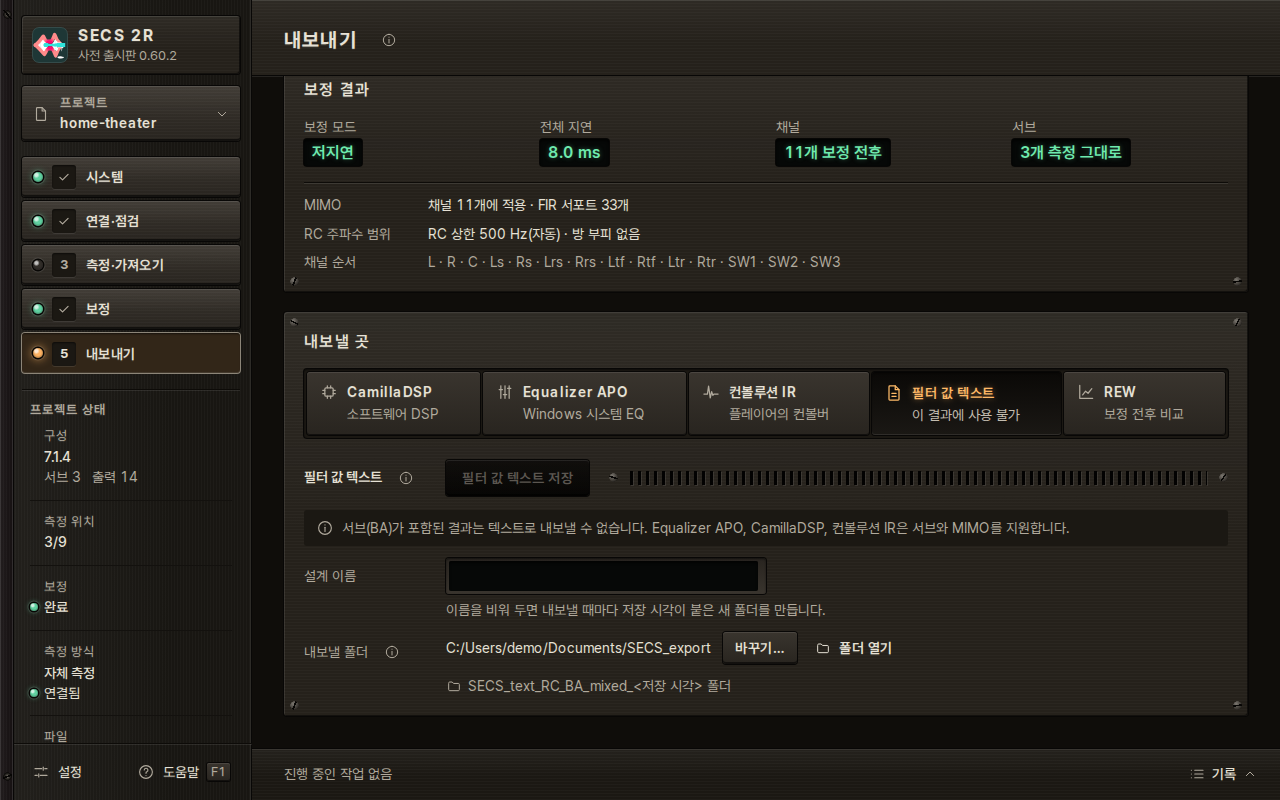 SECS 2R
사전 출시판 0.60.2
프로젝트
home-theater
시스템
연결·점검
3 측정·가져오기
보정
5 내보내기
프로젝트 상태
구성
7.1.4
서브 3 출력 14
측정 위치
3/9
보정
완료
측정 방식
자체 측정
연결됨
파일
설정 도움말 F1
내보내기
보정 결과
보정 모드 전체 지연 채널 서브
저지연 8.0 ms 11개 보정 전후 3개 측정 그대로
MIMO 채널 11개에 적용 · FIR 서포트 33개
RC 주파수 범위 RC 상한 500 Hz(자동) · 방 부피 없음
채널 순서 L · R · C · Ls · Rs · Lrs · Rrs · Ltf · Rtf · Ltr · Rtr · SW1 · SW2 · SW3
내보낼 곳
CamillaDSP Equalizer APO 컨볼루션 IR 필터 값 텍스트 REW
소프트웨어 DSP Windows 시스템 EQ 플레이어의 컨볼버 이 결과에 사용 불가 보정 전후 비교
필터 값 텍스트 필터 값 텍스트 저장
서브(BA)가 포함된 결과는 텍스트로 내보낼 수 없습니다. Equalizer APO, CamillaDSP, 컨볼루션 IR은 서브와 MIMO를 지원합니다.
설계 이름
이름을 비워 두면 내보낼 때마다 저장 시각이 붙은 새 폴더를 만듭니다.
내보낼 폴더 C:/Users/demo/Documents/SECS_export 바꾸기... 폴더 열기
SECS_text_RC_BA_mixed_<저장 시각> 폴더
진행 중인 작업 없음 기록